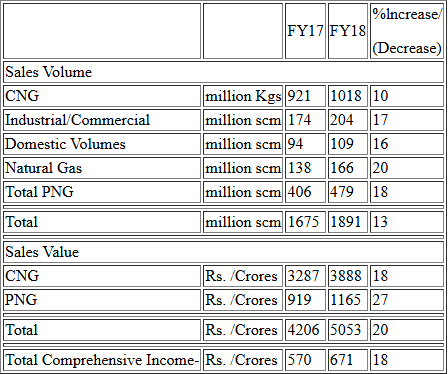 FY17 FY18 %Increase/
(Decrease)
Sales Volume
CNG million Kgs 921 1018 10
Industrial/Commercial million scm 174 204 17
Domestic Volumes million scm 94 109 16
Natural Gas million scm 138 166 20
Total PNG million scm 406 479 18
Total million scm 1675 1891 13
Sales Value
CNG Rs. /Crores 3287 3888 18
PNG Rs. /Crores 919 1165 27
Total Rs. /Crores 4206 5053 20
Total Comprehensive Income- Rs. /Crores 570 671 18